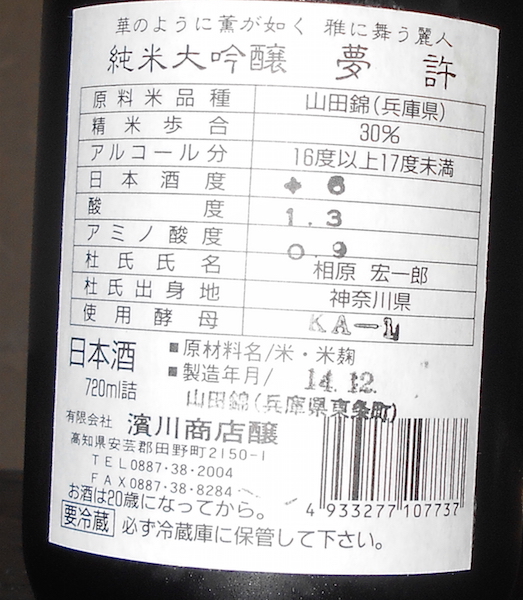 華のように薫が如く 雅に舞う麗人
純米大吟醸 夢許
原料米品種 山田錦(兵庫県)
精米歩合 30%
アルコール分 16度以上17度未満
日本酒度 +6
酸度 1.3
アミノ酸度 0.9
杜氏氏名 相原 宏一郎
杜氏出身地 神奈川県
使用酵母 KA-L
日本酒
720ml詰
■原材料名/米・米麹
■製造年月/ 14.12.
山田錦(兵庫県東条町)
有限会社 濱川商店醸
高知県安芸郡田野町2150-1
TEL0887・38・2004
FAX0887・38・8284
お酒は20歳になってから。
要冷蔵 必ず冷蔵庫に保管して下さい。
4 933277 107737